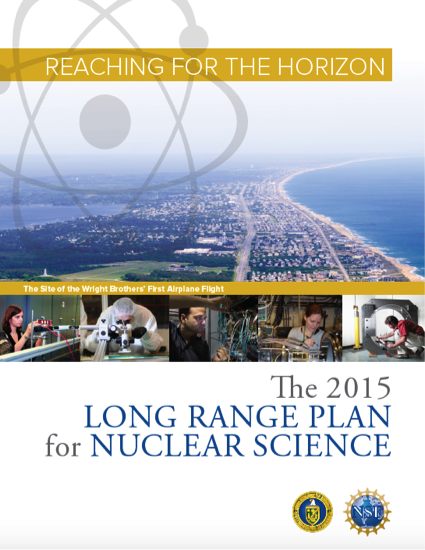 REACHING FOR THE HORIZON
The Site of the Wright Brothers' First Airplane Flight
The 2015
LONG RANGE PLAN
for NUCLEAR SCIENCE
NSF